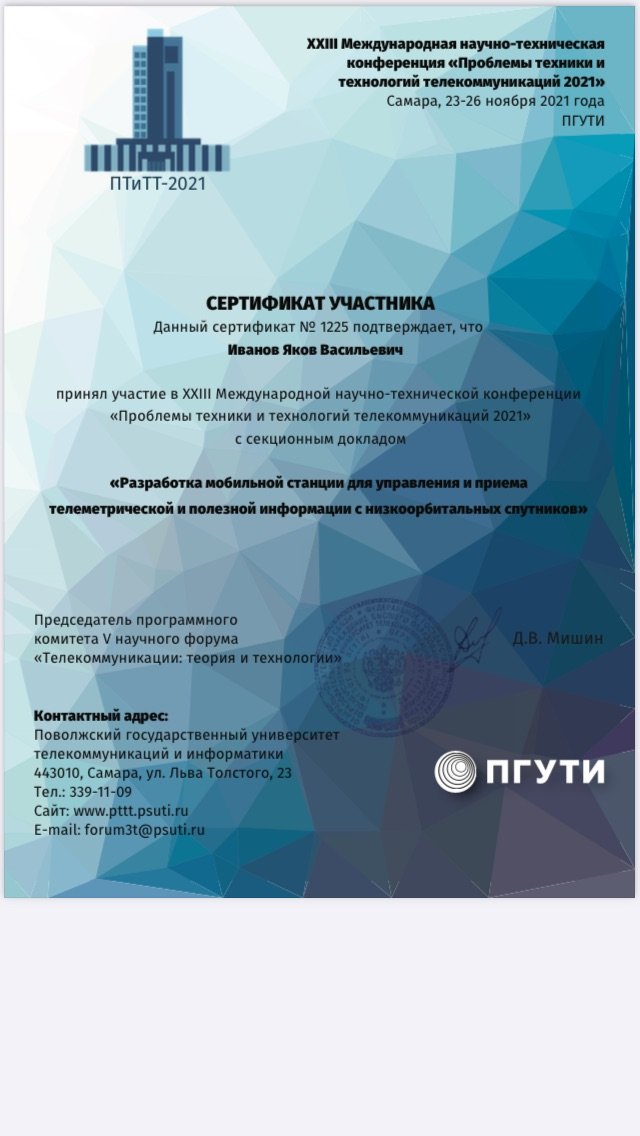 XXIII Международная научно-техническая
конференция «Проблемы техники и
технологий телекоммуникаций 2021»
Самара, 23-26 ноября 2021 года
ПГУТИ
ПТиТТ-2021
СЕРТИФИКАТ УЧАСТНИКА
Данный сертификат № 1225 подтверждает, что
Иванов Яков Васильевич
принял участие в XXIII Международной научно-технической конференции
«Проблемы техники и технологий телекоммуникаций 2021»
с секционным докладом
«Разработка мобильной станции для управления и приема
телеметрической и полезной информации с низкоорбитальных спутников»
Председатель программного
комитета V научного форума
«Телекоммуникации: теория и технологии»
Д.В. Мишин
Контактный адрес:
Поволжский государственный университет
телекоммуникаций и информатики
443010, Самара, ул. Льва Толстого, 23
Тел.: 339-11-09
Сайт: www.pttt.psuti.ru
E-mail: forum3t@psuti.ru
ПГУТИ